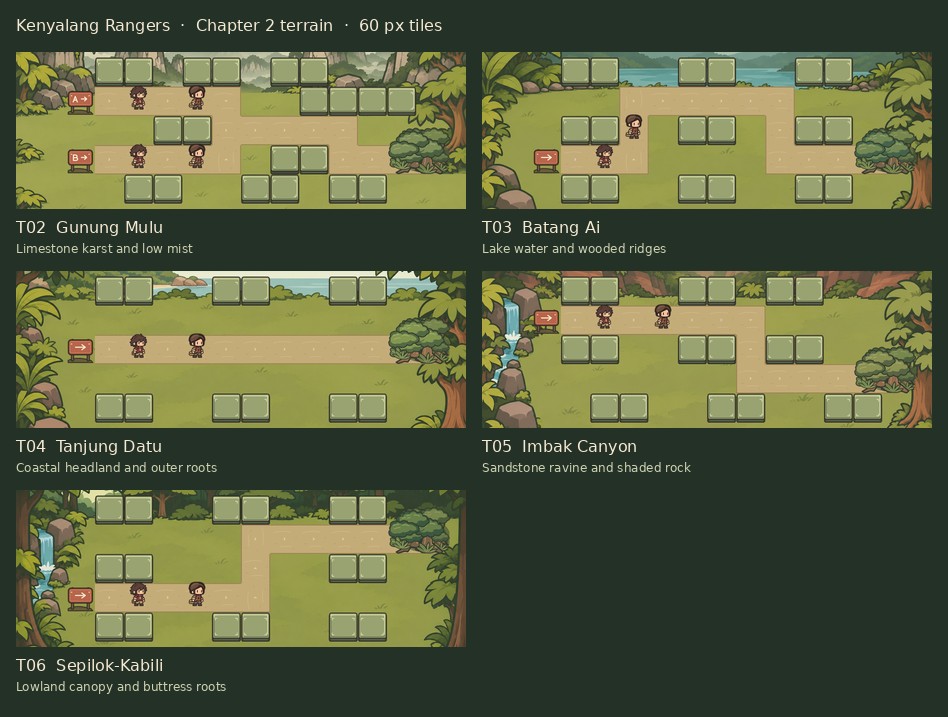 Kenyalang Rangers · Chapter 2 terrain · 60 px tiles
A→
B→
→
T02 Gunung Mulu
Limestone karst and low mist
T03 Batang Ai
Lake water and wooded ridges
→
→
T04 Tanjung Datu
Coastal headland and outer roots
T05 Imbak Canyon
Sandstone ravine and shaded rock
→
T06 Sepilok-Kabili
Lowland canopy and buttress roots